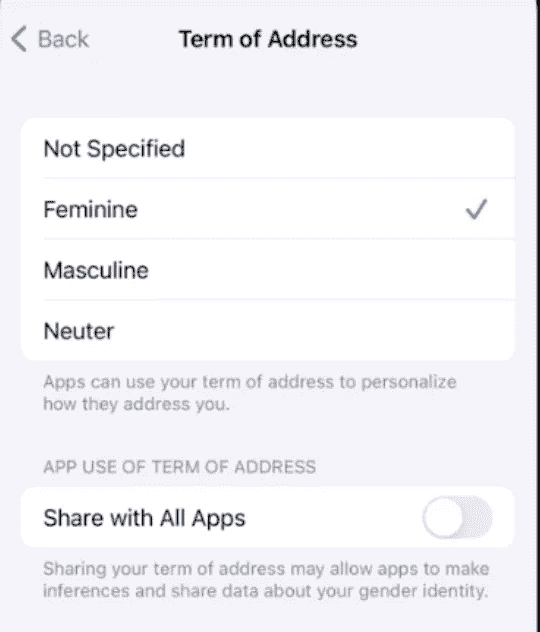 Back
Term of Address
Not Specified
Feminine
Masculine
Neuter
Apps can use your term of address to personalize
how they address you.
APP USE OF TERM OF ADDRESS
Share with All Apps
Sharing your term of address may allow apps to make
inferences and share data about your gender identity.